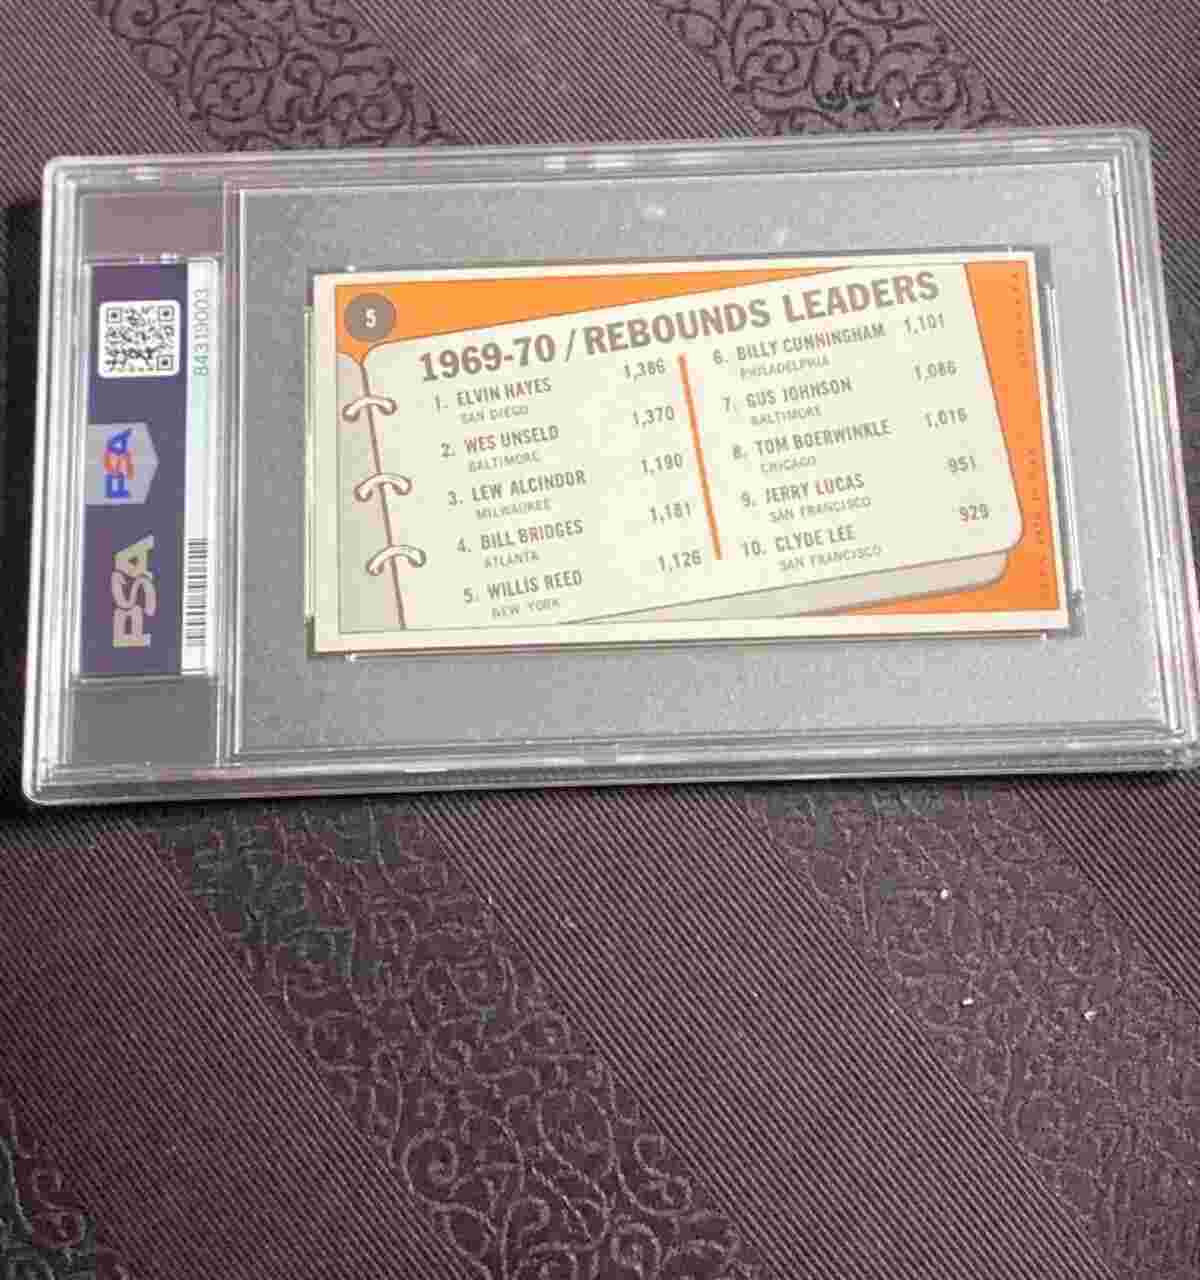 5
1969-70 / REBOUNDS LEADERS
1. ELVIN HAYES 1,386
SAN DIEGO
2. WES UNSELD 1,370
BALTIMORE
3. LEW ALCINDOR 1,190
MILWAUKEE
4. BILL BRIDGES 1,181
ATLANTA
5. WILLIS REED 1,126
NEW YORK
6. BILLY CUNNINGHAM 1,101
PHILADELPHIA
7. GUS JOHNSON 1,086
BALTIMORE
8. TOM BOERWINKLE 1,016
CHICAGO
9. JERRY LUCAS 951
SAN FRANCISCO
10. CLYDE LEE 929
SAN FRANCISCO
84319003
PSA
PSA